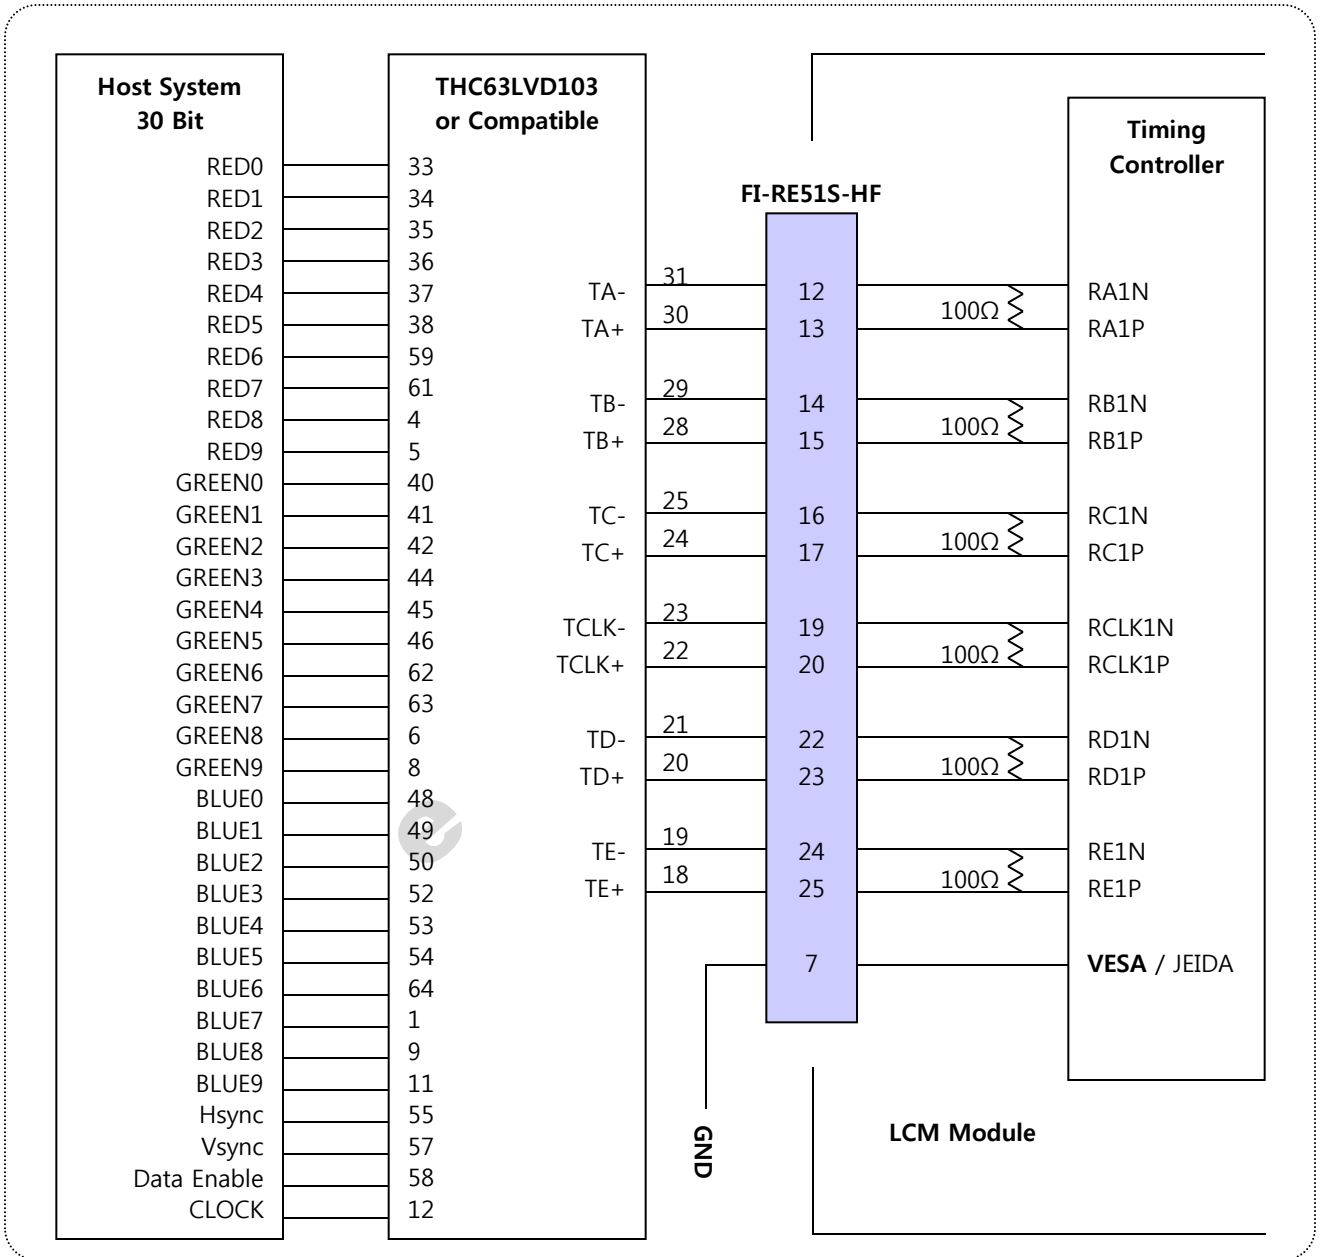 Host System
30 Bit
RED0
RED1
RED2
RED3
RED4
RED5
RED6
RED7
RED8
RED9
GREEN0
GREEN1
GREEN2
GREEN3
GREEN4
GREEN5
GREEN6
GREEN7
GREEN8
GREEN9
BLUE0
BLUE1
BLUE2
BLUE3
BLUE4
BLUE5
BLUE6
BLUE7
BLUE8
BLUE9
Hsync
Vsync
Data Enable
CLOCK
THC63LVD103
or Compatible
33
34
35
36
37
38
59
61
4
5
40
41
42
44
45
46
62
63
6
8
48
49
50
52
53
54
64
1
9
11
55
57
58
12
TA-
TA+
TB-
TB+
TC-
TC+
TCLK-
TCLK+
TD-
TD+
TE-
TE+
31
30
29
28
25
24
23
22
21
20
19
18
GND
FI-RE51S-HF
12
13
14
15
16
17
19
20
22
23
24
25
7
100Ω
100Ω
100Ω
100Ω
100Ω
100Ω
Timing
Controller
RA1N
RA1P
RB1N
RB1P
RC1N
RC1P
RCLK1N
RCLK1P
RD1N
RD1P
RE1N
RE1P
VESA / JEIDA
LCM Module